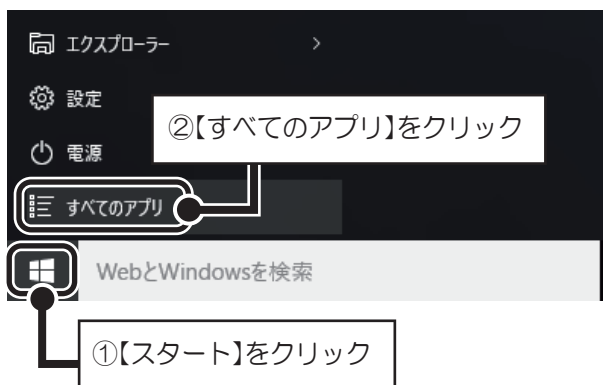 エクスプローラー >
設定
②【すべてのアプリ】をクリック
電源
すべてのアプリ
WebとWindowsを検索
①【スタート】をクリック